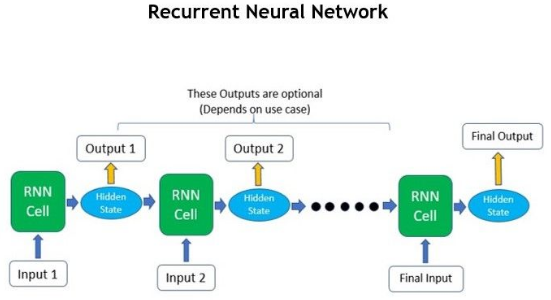 Recurrent Neural Network
These Outputs are optional
(Depends on use case)
Output 1
Output 2
Final Output
RNN
Cell
Hidden
State
RNN
Cell
Hidden
State
RNN
Cell
Hidden
State
Input 1
Input 2
Final Input